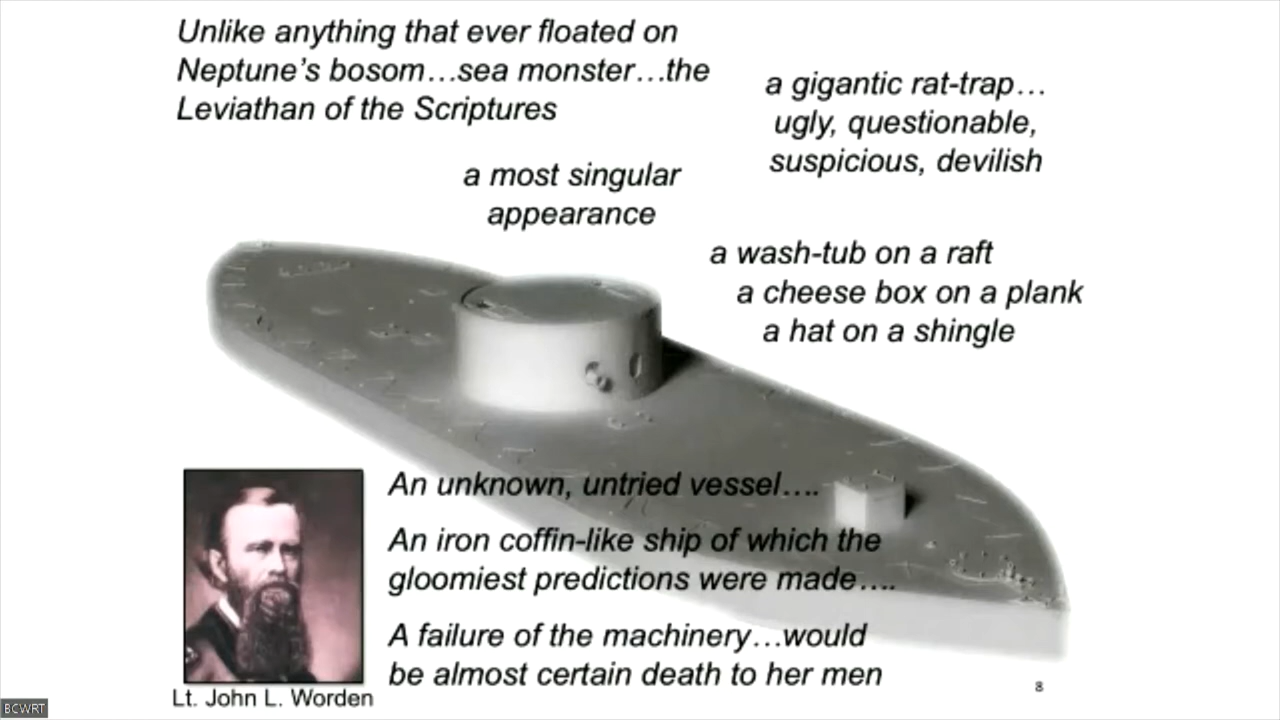 Unlike anything that ever floated on
Neptune's bosom…sea monster…the
Leviathan of the Scriptures
a gigantic rat-trap…
ugly, questionable,
suspicious, devilish
a most singular
appearance
a wash-tub on a raft
a cheese box on a plank
a hat on a shingle
An unknown, untried vessel….
An iron coffin-like ship of which the
gloomiest predictions were made….
A failure of the machinery…would
be almost certain death to her men
Lt. John L. Worden
8
BCWRT